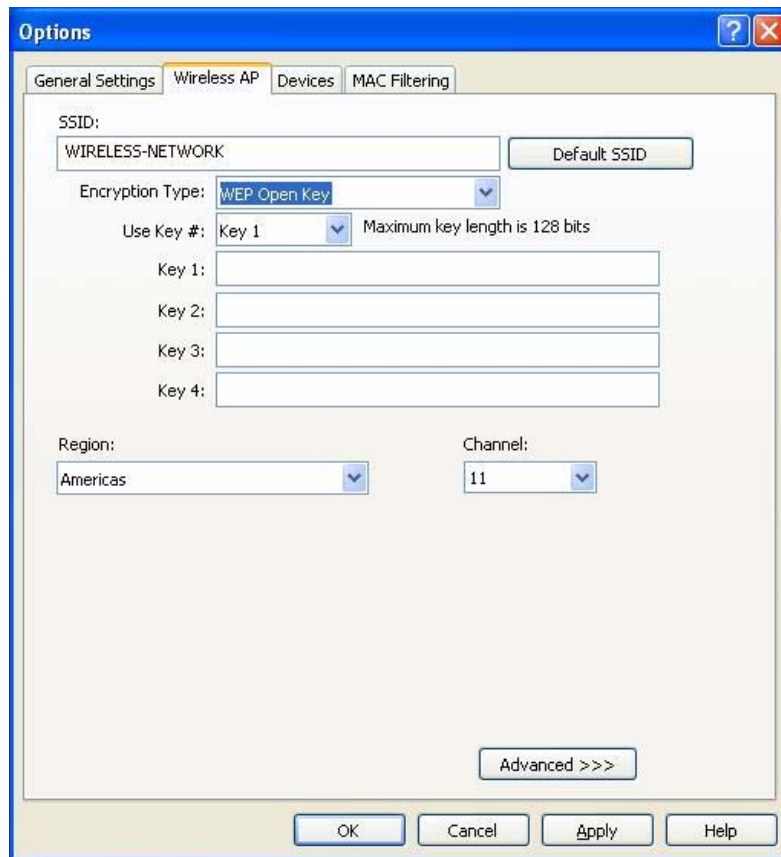 Options
General Settings Wireless AP Devices MAC Filtering
SSID:
WIRELESS-NETWORK Default SSID
Encryption Type: WEP Open Key
Use Key #: Key 1 Maximum key length is 128 bits
Key 1:
Key 2:
Key 3:
Key 4:
Region: Channel:
Americas 11
Advanced >>>
OK Cancel Apply Help